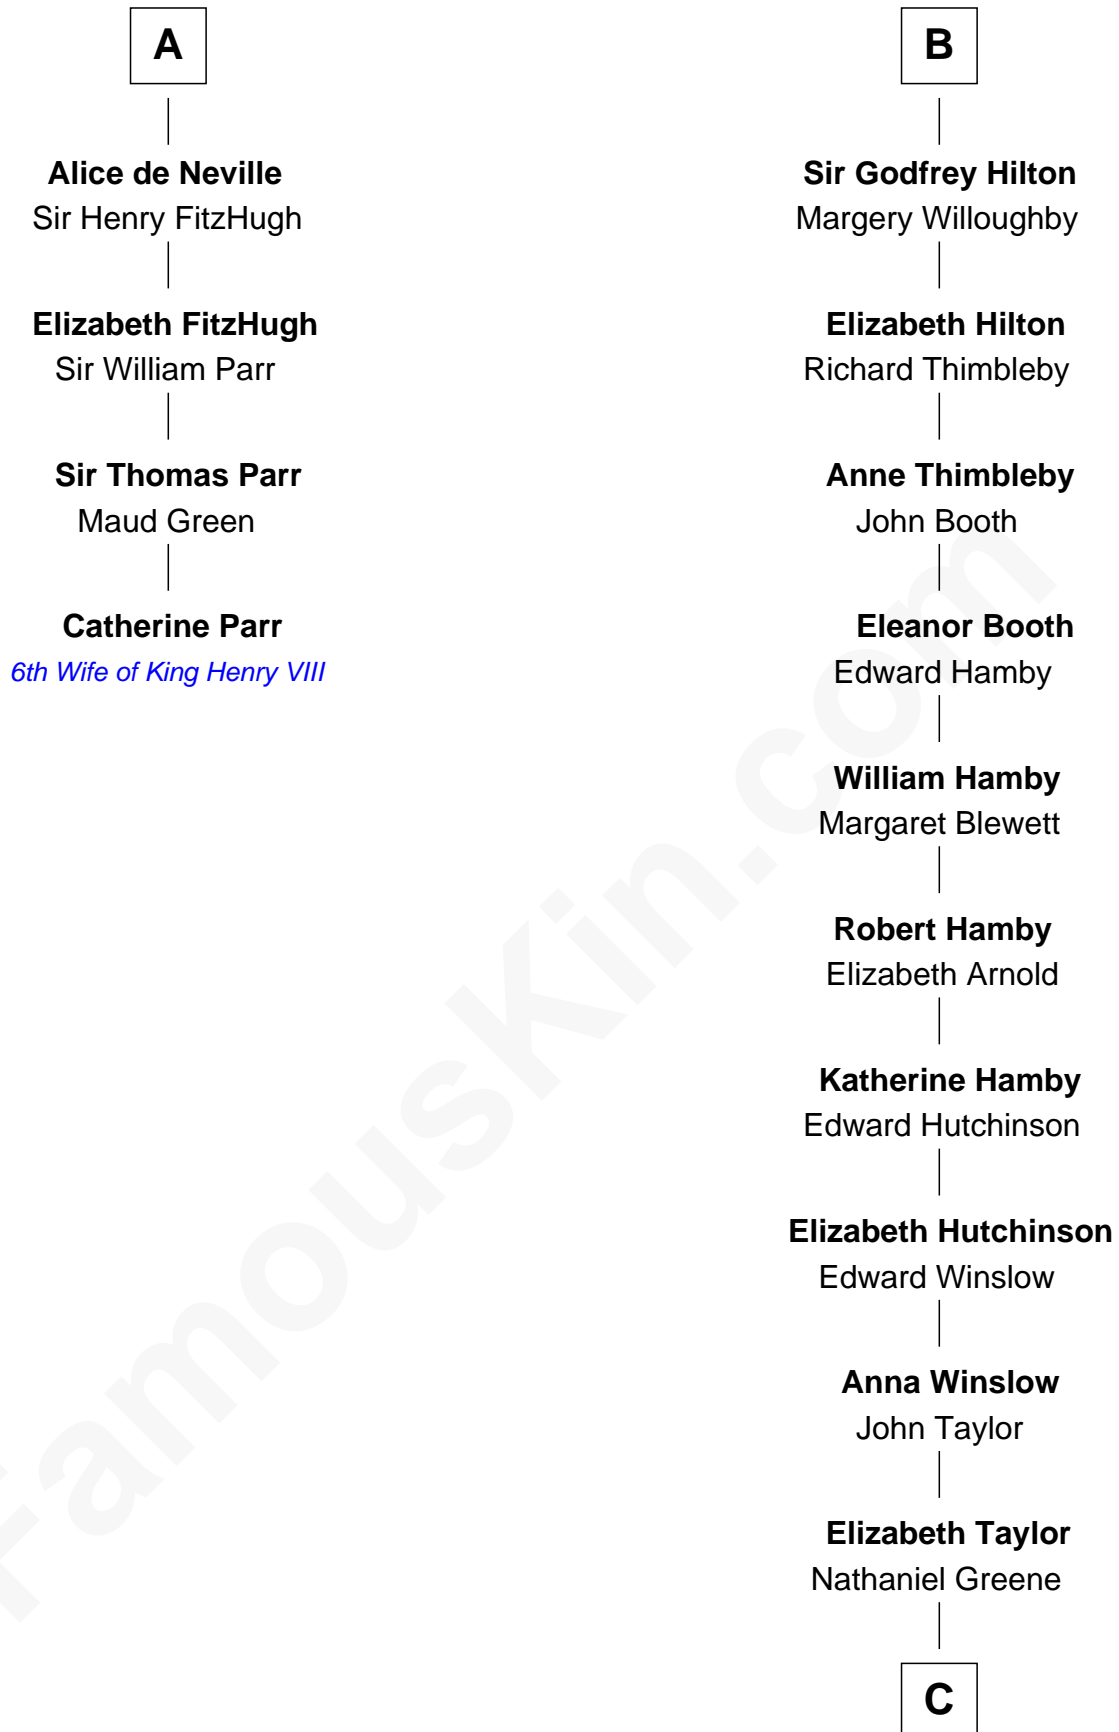 A
Alice de Neville
Sir Henry FitzHugh
Elizabeth FitzHugh
Sir William Parr
Sir Thomas Parr
Maud Green
Catherine Parr
6th Wife of King Henry VIII
B
Sir Godfrey Hilton
Margery Willoughby
Elizabeth Hilton
Richard Thimbleby
Anne Thimbleby
John Booth
Eleanor Booth
Edward Hamby
William Hamby
Margaret Blewett
Robert Hamby
Elizabeth Arnold
Katherine Hamby
Edward Hutchinson
Elizabeth Hutchinson
Edward Winslow
Anna Winslow
John Taylor
Elizabeth Taylor
Nathaniel Greene
C
FamousKin.com